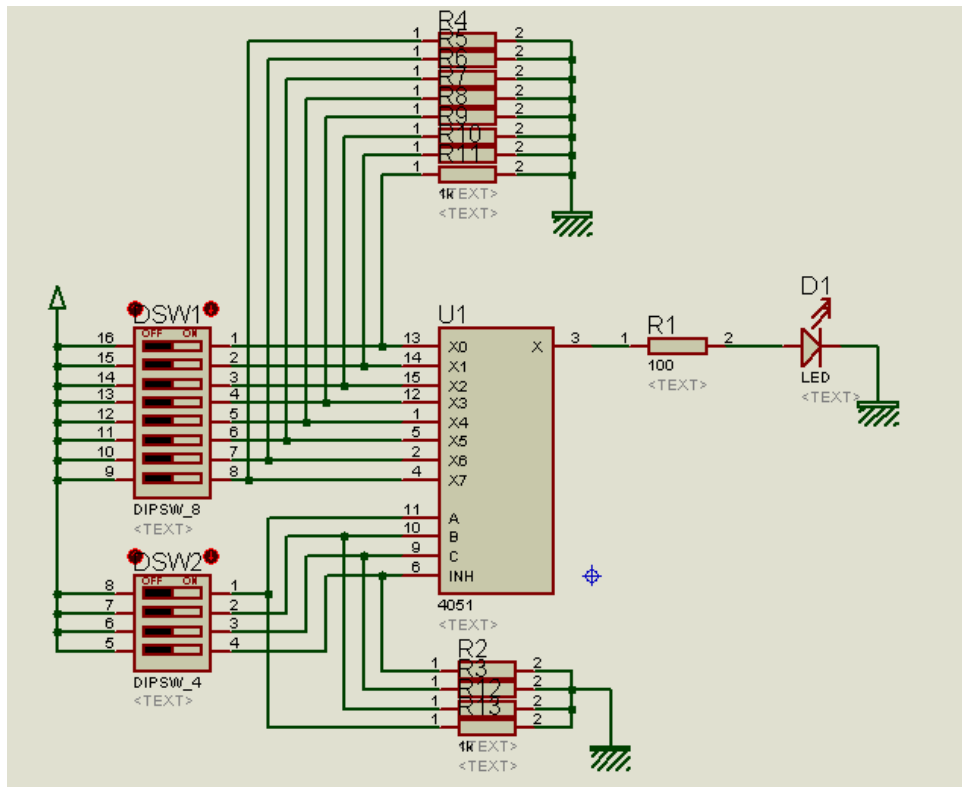 R4
1 R5 2
1 R6 2
1 R7 2
1 R8 2
1 R9 2
1 R10 2
1 R11 2
1 2
1k <TEXT>
<TEXT>
DSW1
OFF ON
16 1
15 2
14 3
13 4
12 5
11 6
10 7
9 8
DIPSW_8
<TEXT>
U1
13 X0 X 3
14 X1
15 X2
12 X3
1 X4
5 X5
2 X6
4 X7
11 A
10 B
9 C
6 INH
4051
<TEXT>
R1
1 2
100
<TEXT>
D1
LED
<TEXT>
DSW2
OFF ON
8 1
7 2
6 3
5 4
DIPSW_4
<TEXT>
R2
1 R3 2
1 R12 2
1 R13 2
1 2
1k <TEXT>
<TEXT>